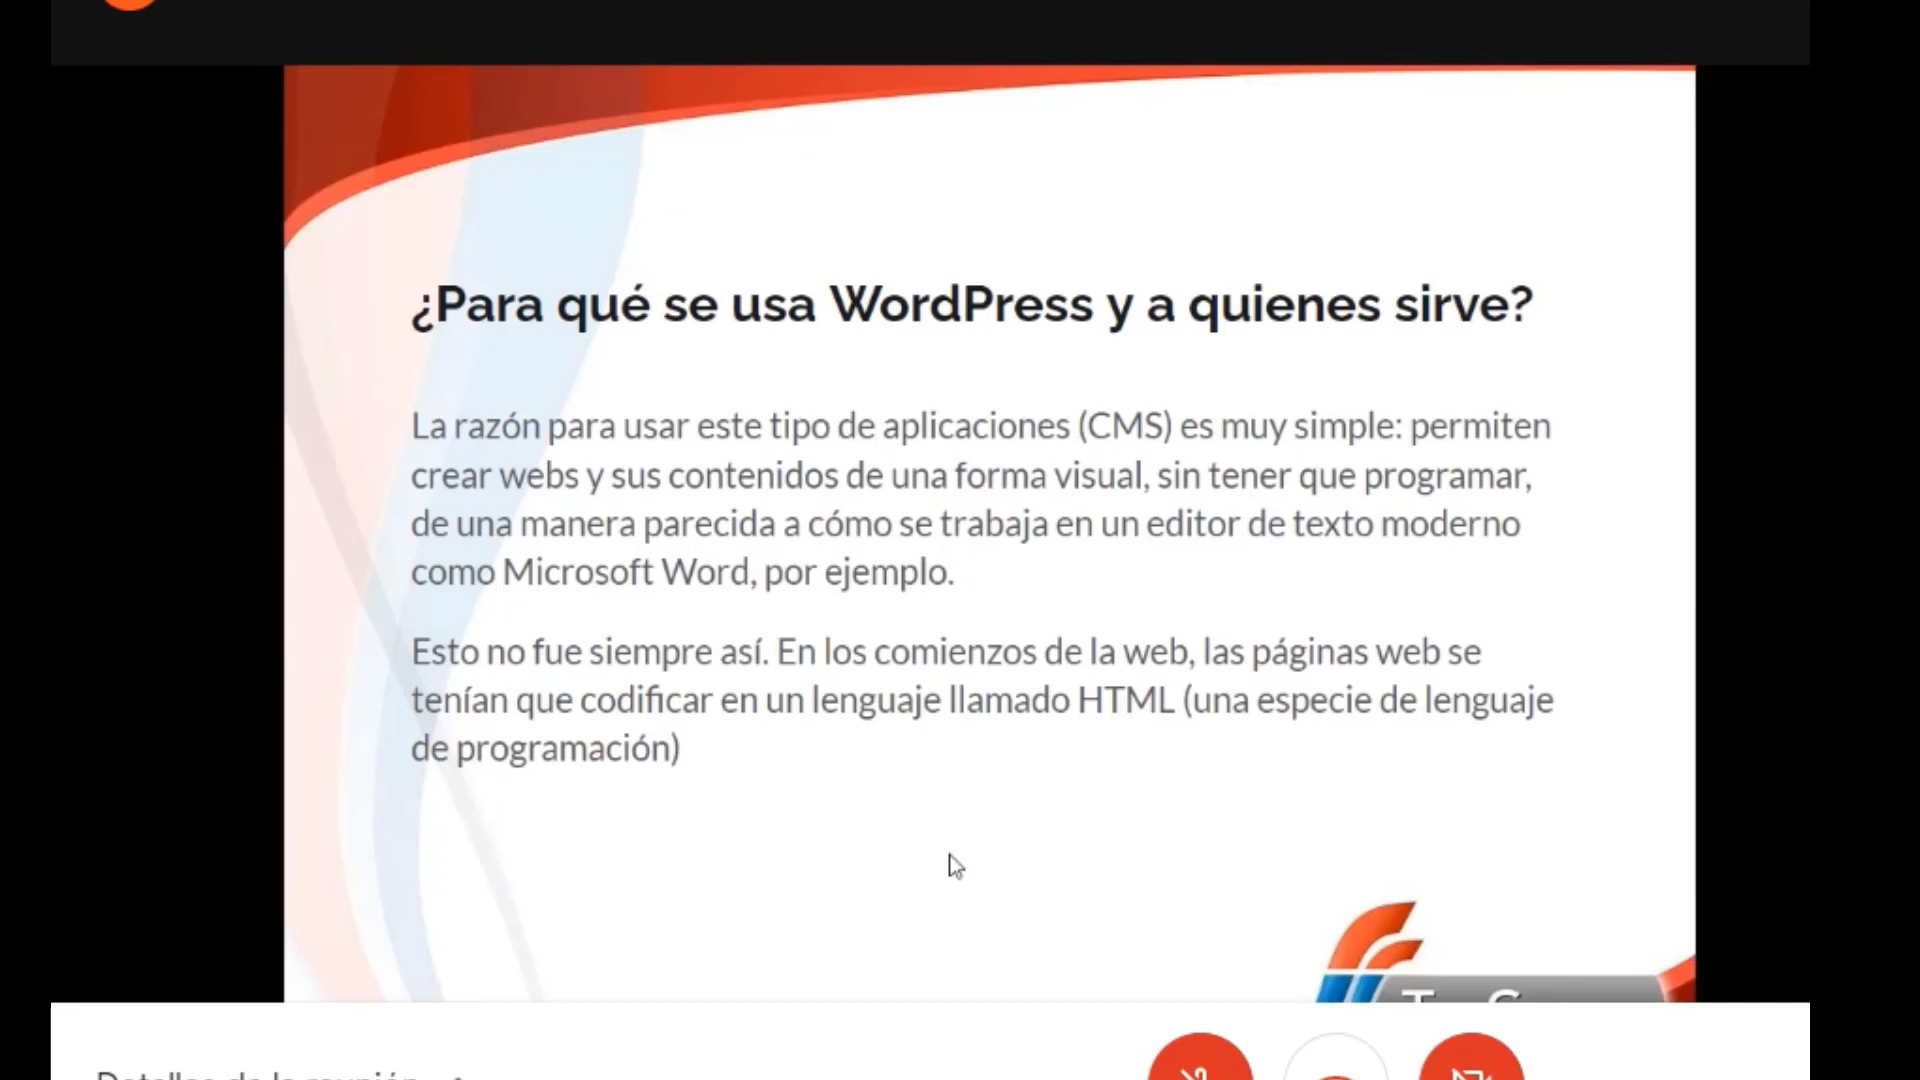 ¿Para qué se usa WordPress y a quienes sirve?
La razón para usar este tipo de aplicaciones (CMS) es muy simple: permiten
crear webs y sus contenidos de una forma visual, sin tener que programar,
de una manera parecida a cómo se trabaja en un editor de texto moderno
como Microsoft Word, por ejemplo.
Esto no fue siempre así. En los comienzos de la web, las páginas web se
tenían que codificar en un lenguaje llamado HTML (una especie de lenguaje
de programación)
Detalles de la reunión